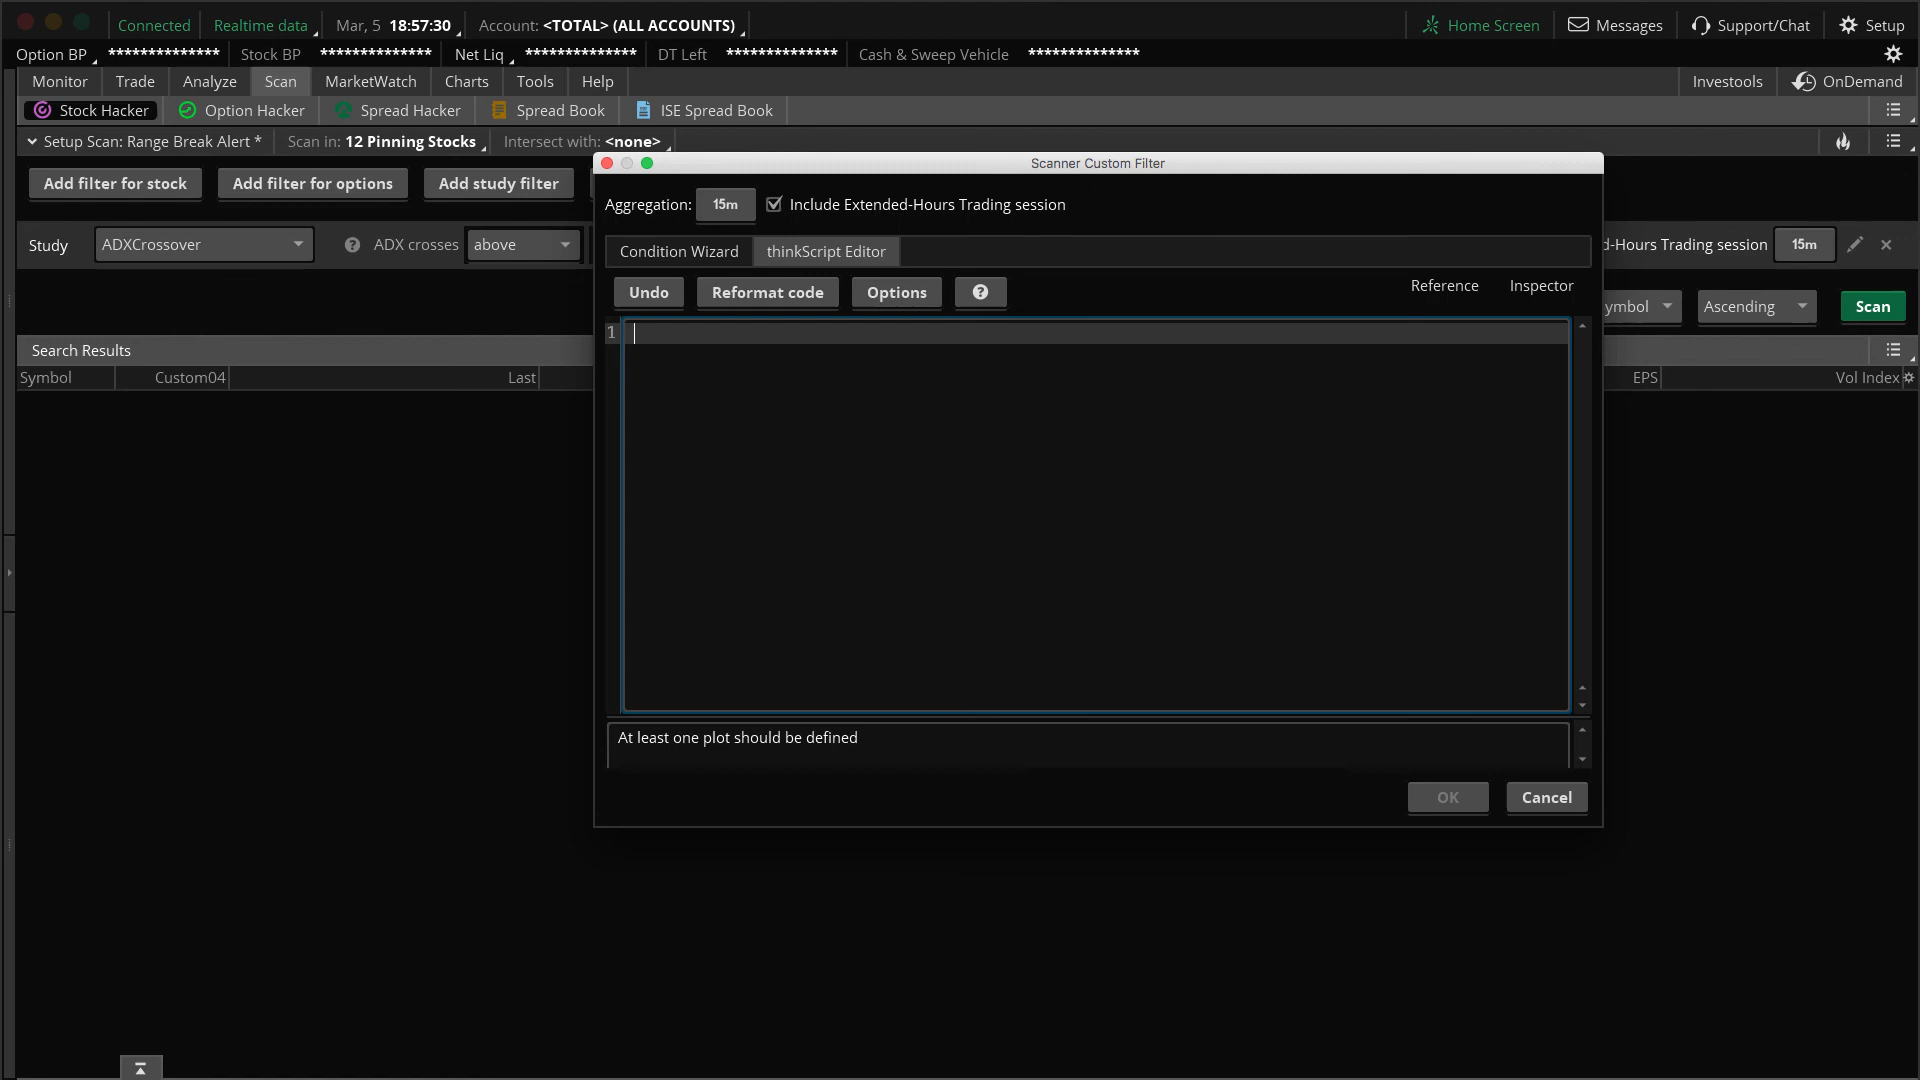 Connected Realtime data Mar, 5 18:57:30 Account: <TOTAL> (ALL ACCOUNTS) Home Screen Messages Support/Chat Setup
Option BP ************** Stock BP ************** Net Liq ************** DT Left ************** Cash & Sweep Vehicle **************
Monitor Trade Analyze Scan MarketWatch Charts Tools Help Investools OnDemand
Stock Hacker Option Hacker Spread Hacker Spread Book ISE Spread Book
Setup Scan: Range Break Alert * Scan in: 12 Pinning Stocks Intersect with: <none>
Scanner Custom Filter
Add filter for stock Add filter for options Add study filter
Aggregation: 15m Include Extended-Hours Trading session
Study ADXCrossover ? ADX crosses above d-Hours Trading session 15m
Condition Wizard thinkScript Editor
Undo Reformat code Options ? Reference Inspector
ymbol Ascending Scan
1
Search Results
Symbol Custom04 Last EPS Vol Index
At least one plot should be defined
OK Cancel